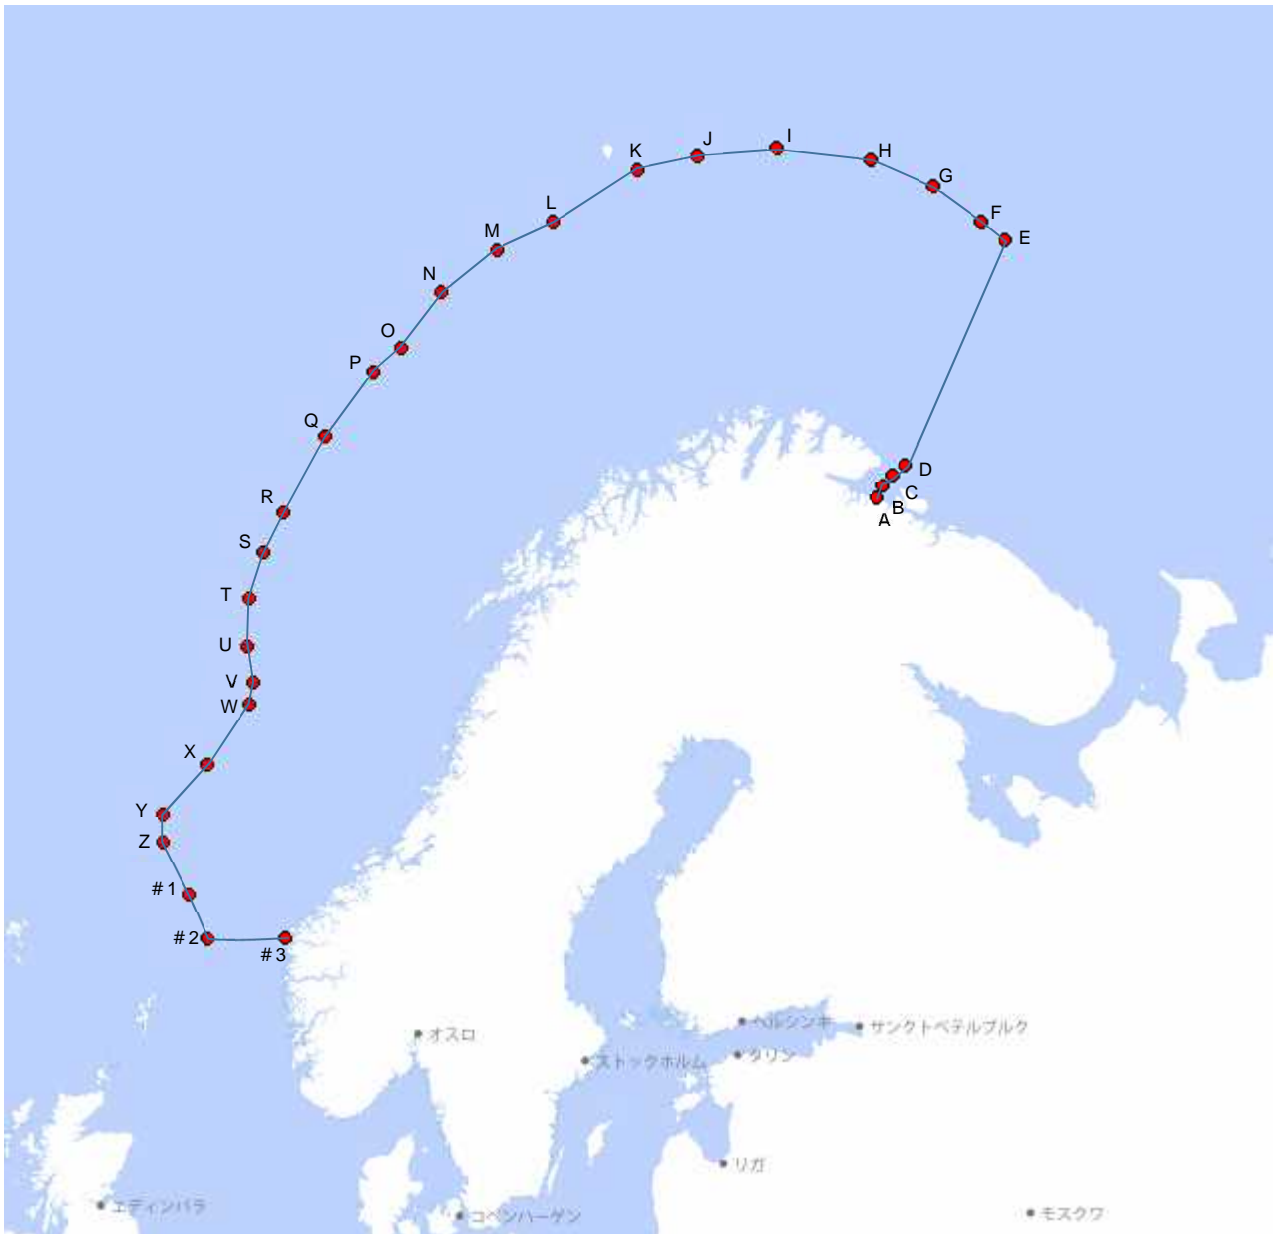 J
I
K
H
G
L
F
M
E
N
O
P
Q
D
R
C
B
A
S
T
U
V
W
X
Y
Z
#1
#2
#3
ヘルシンキ
サンクトペテルブルク
オスロ
ストックホルム
タリン
リガ
エディンバラ
コペンハーゲン
モスクワ